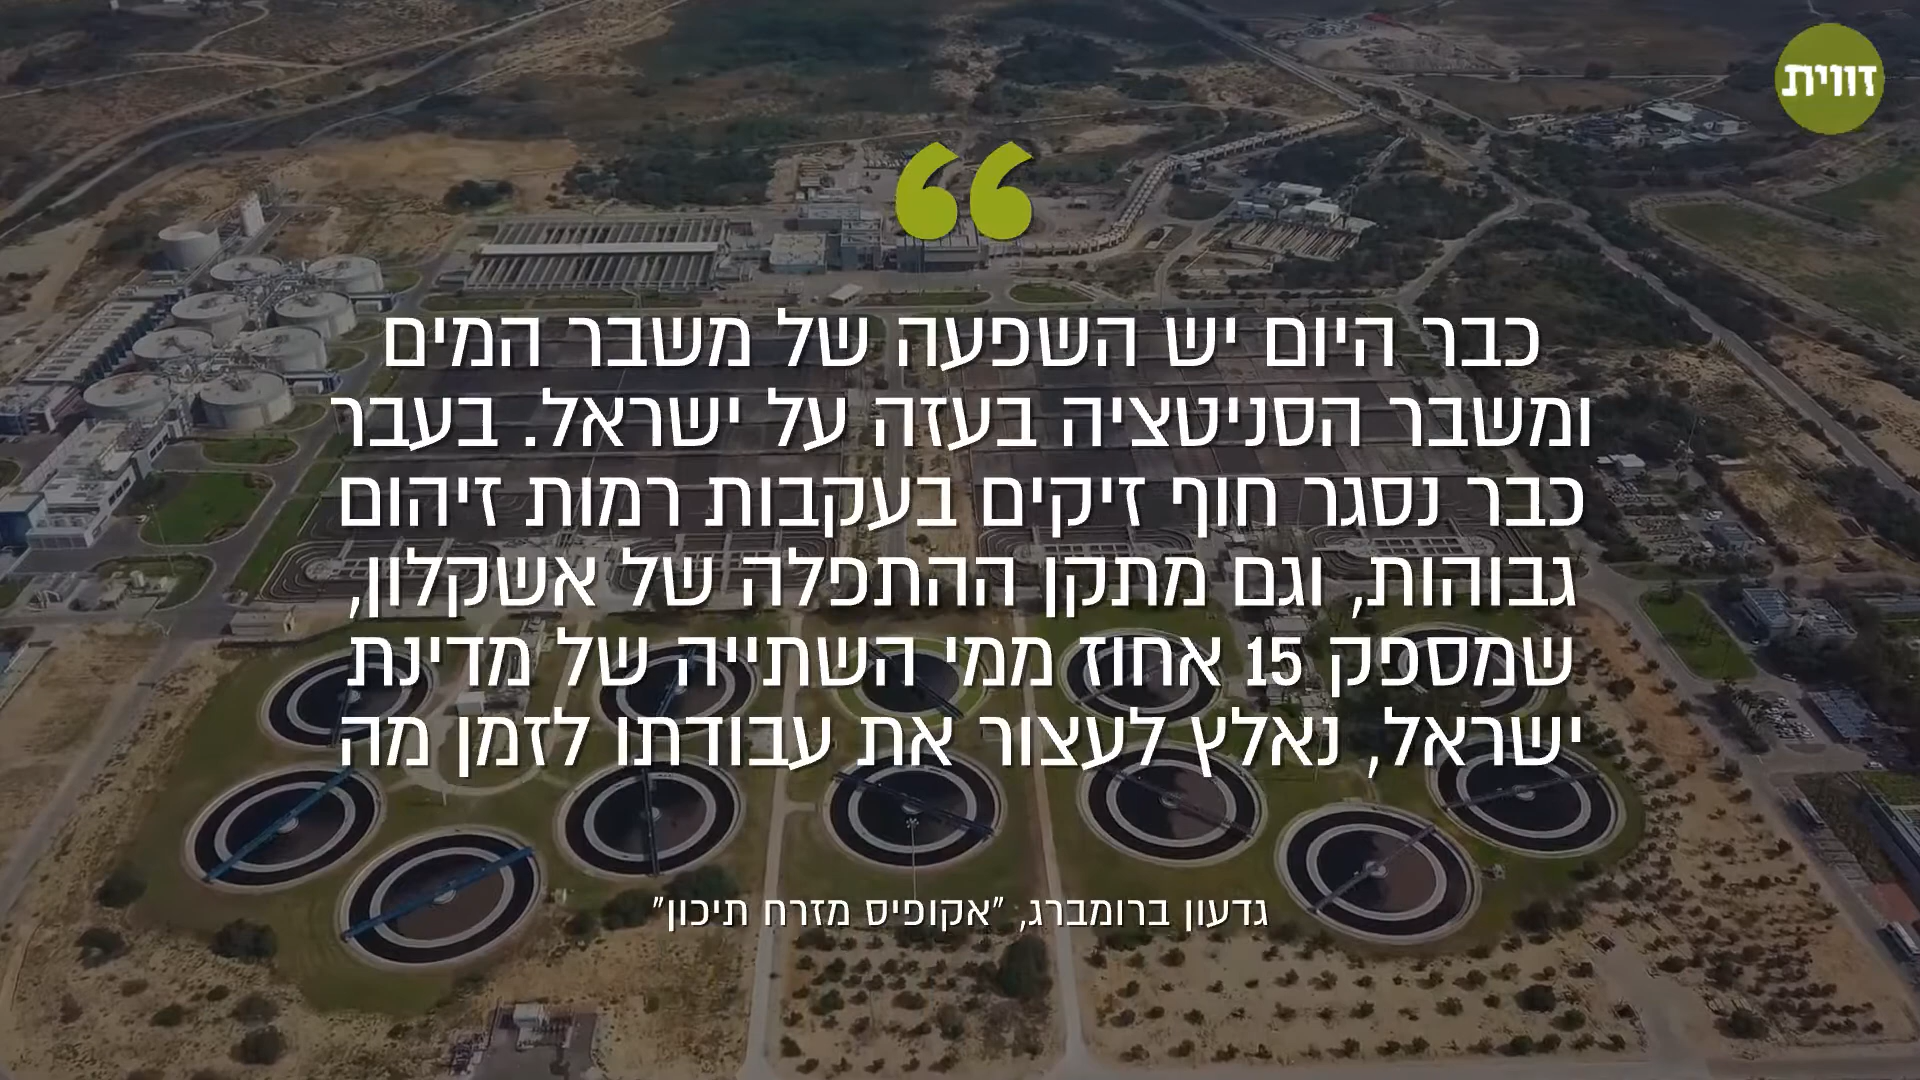 זווית
כבר היום יש השפעה של משבר המים
ומשבר הסניטציה בעזה על ישראל. בעבר
כבר נסגר חוף זיקים בעקבות רמות זיהום
גבוהות, וגם מתקן ההתפלה של אשקלון,
שמספק 15 אחוז ממי השתייה של מדינת
ישראל, נאלץ לעצור את עבודתו לזמן מה
גדעון ברומברג, "אקופיס מזרח תיכון"